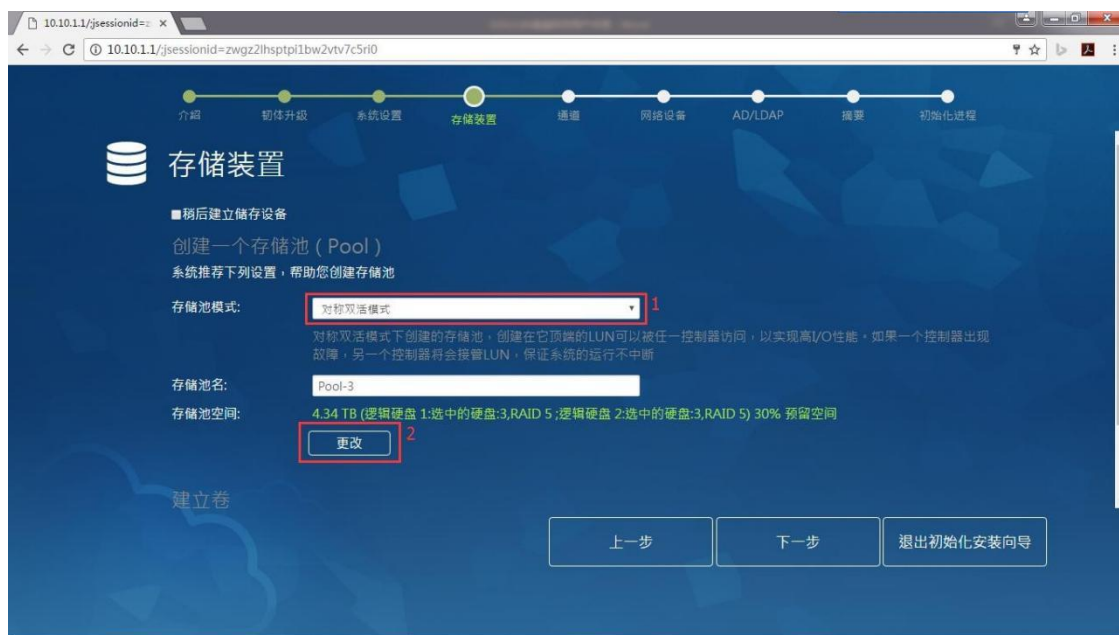 10.10.1.1/;jsessionid=z
10.10.1.1/;jsessionid=zwgz2lhsptpi1bw2vtv7c5rl0
介紹 韧体升级 系统设置 存储装置 通道 网络设备 AD/LDAP 摘要 初始化进程
存储装置
稍后建立储存设备
创建一个存储池 ( Pool )
系统推荐下列设置，帮助您创建存储池
存储池模式: 对称双活模式 1
对称双活模式下创建的存储池，创建在它顶端的LUN可以被任一控制器访问，以实现高I/O性能。如果一个控制器出现
故障，另一个控制器将会接管LUN，保证系统的运行不中断
存储池名: Pool-3
存储池空间: 4.34 TB (逻辑硬盘 1:选中的硬盘:3,RAID 5 ;逻辑硬盘 2:选中的硬盘:3,RAID 5) 30% 预留空间
更改 2
建立卷
上一步 下一步 退出初始化安装向导